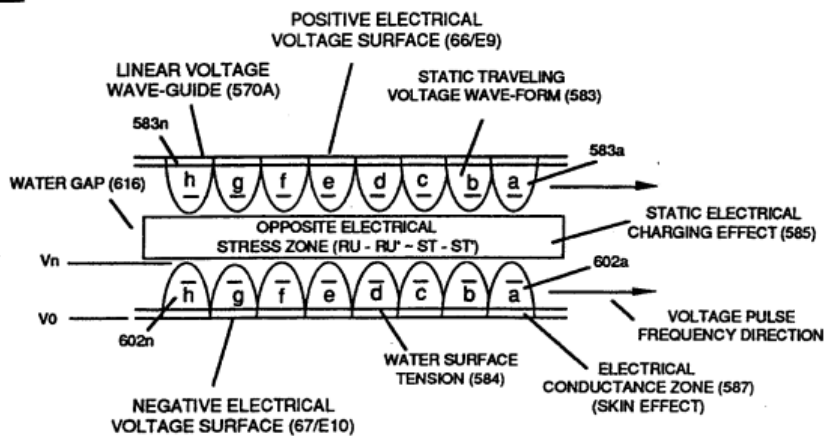 POSITIVE ELECTRICAL
VOLTAGE SURFACE (66/E9)
LINEAR VOLTAGE
WAVE-GUIDE (570A)
STATIC TRAVELING
VOLTAGE WAVE-FORM (583)
583n
583a
WATER GAP (616)
h g f e d c b a
OPPOSITE ELECTRICAL
STRESS ZONE (RU - RU' ~ ST - ST')
STATIC ELECTRICAL
CHARGING EFFECT (585)
Vn
602a
h g f e d c b a
V0
VOLTAGE PULSE
FREQUENCY DIRECTION
602n
WATER SURFACE
TENSION (584)
ELECTRICAL
CONDUCTANCE ZONE (587)
(SKIN EFFECT)
NEGATIVE ELECTRICAL
VOLTAGE SURFACE (67/E10)